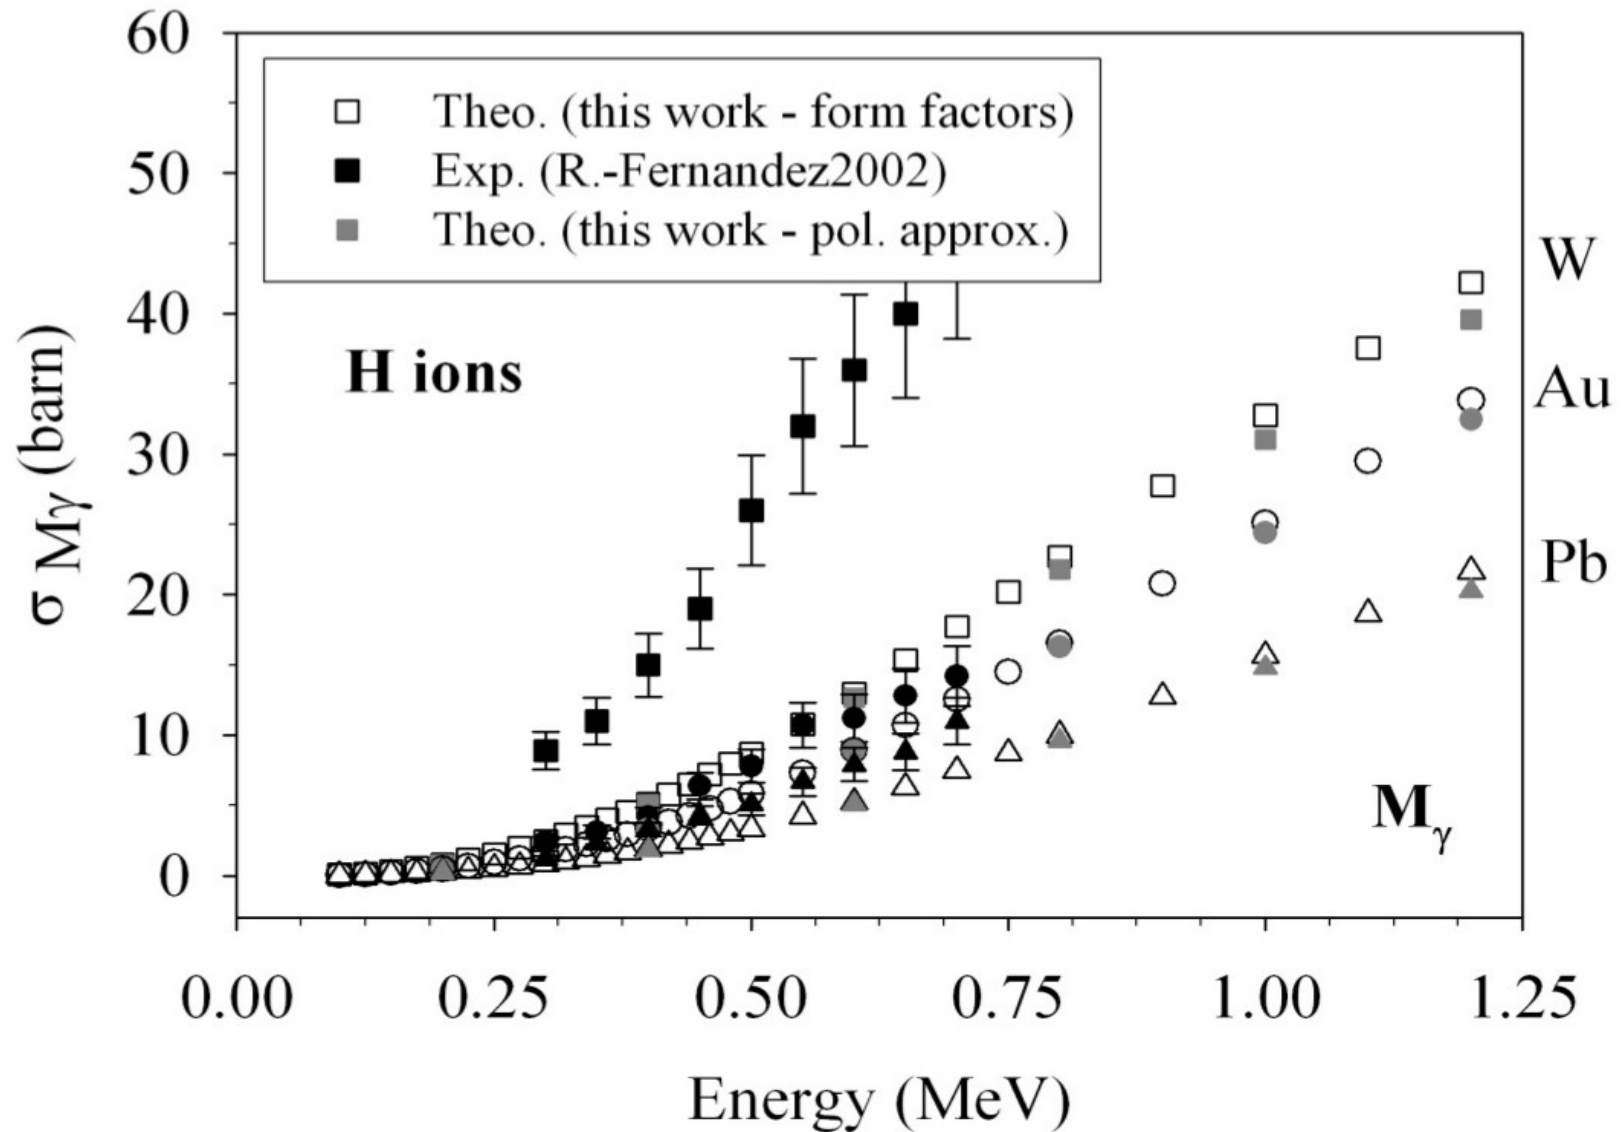 60
50
40
30
20
10
0
σ Mγ (barn)
Theo. (this work - form factors)
Exp. (R.-Fernandez2002)
Theo. (this work - pol. approx.)
H ions
W
Au
Pb
Mγ
0.00 0.25 0.50 0.75 1.00 1.25
Energy (MeV)